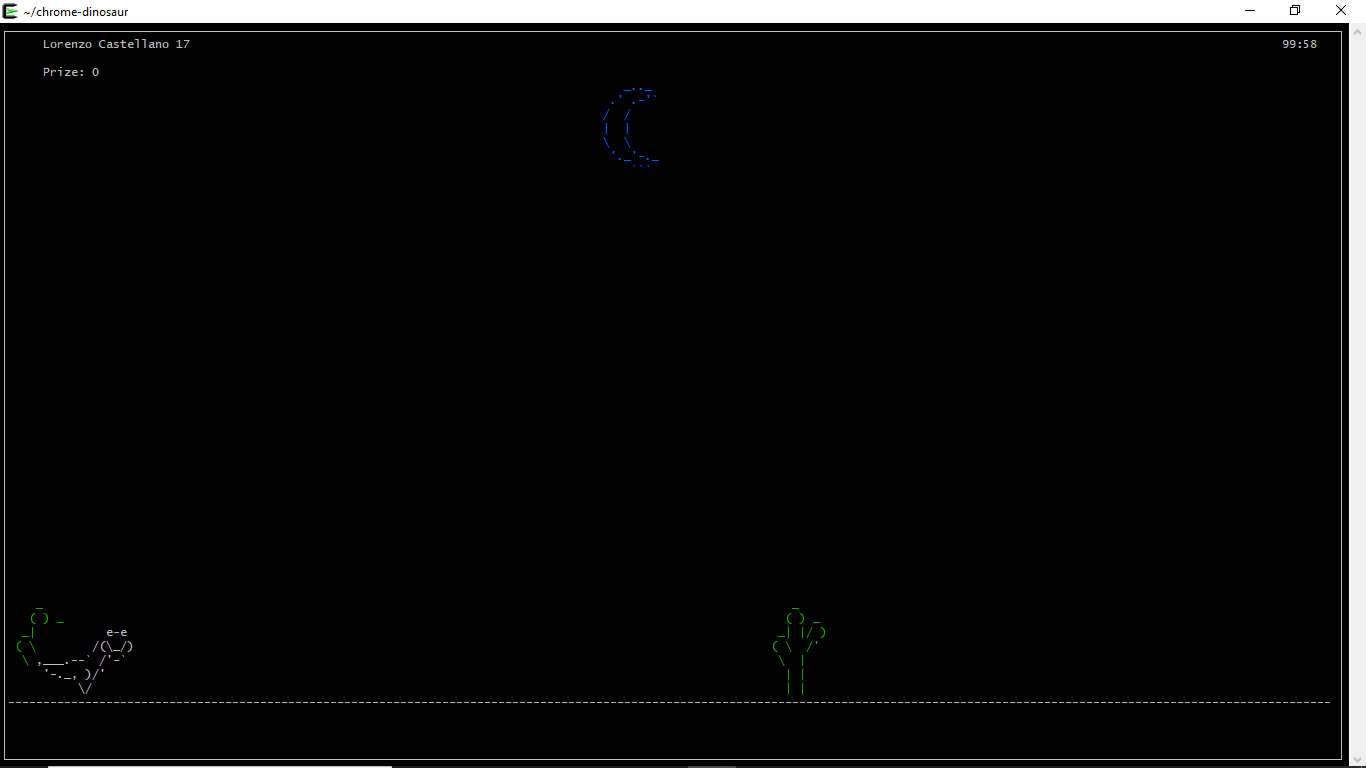 ~/chrome-dinosaur
Lorenzo Castellano 17
99:58
Prize: 0